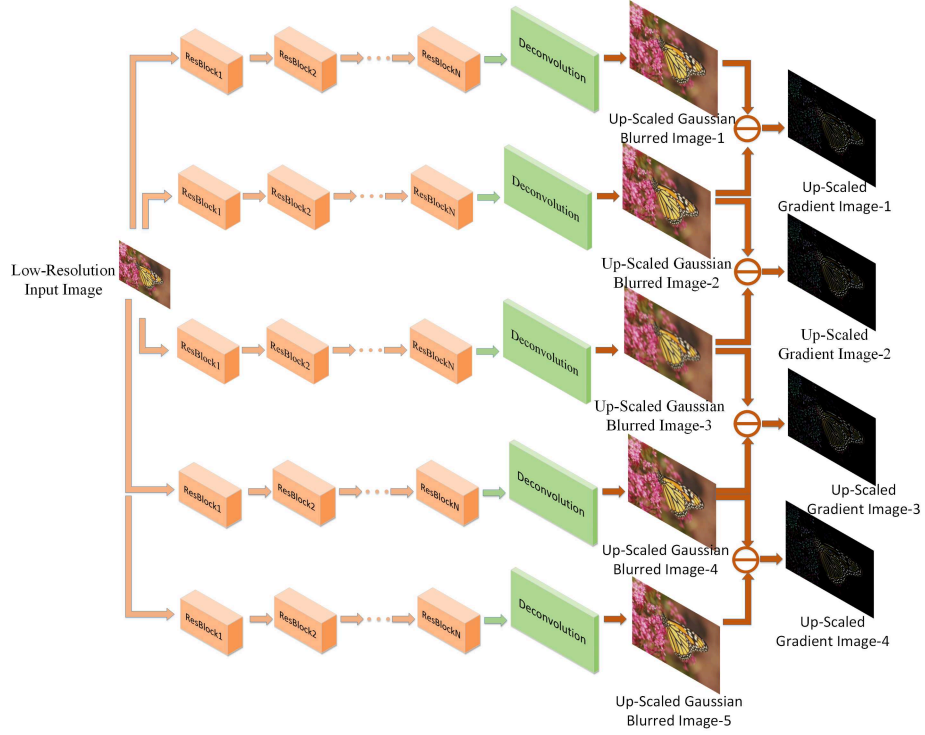 ResBlock1
ResBlock2
ResBlockN
Deconvolution
Up-Scaled Gaussian
Blurred Image-1
Up-Scaled
Gradient Image-1
ResBlock1
ResBlock2
ResBlockN
Deconvolution
Up-Scaled Gaussian
Blurred Image-2
Up-Scaled
Gradient Image-2
Low-Resolution
Input Image
ResBlock1
ResBlock2
ResBlockN
Deconvolution
Up-Scaled Gaussian
Blurred Image-3
Up-Scaled
Gradient Image-3
ResBlock1
ResBlock2
ResBlockN
Deconvolution
Up-Scaled Gaussian
Blurred Image-4
Up-Scaled
Gradient Image-4
ResBlock1
ResBlock2
ResBlockN
Deconvolution
Up-Scaled Gaussian
Blurred Image-5